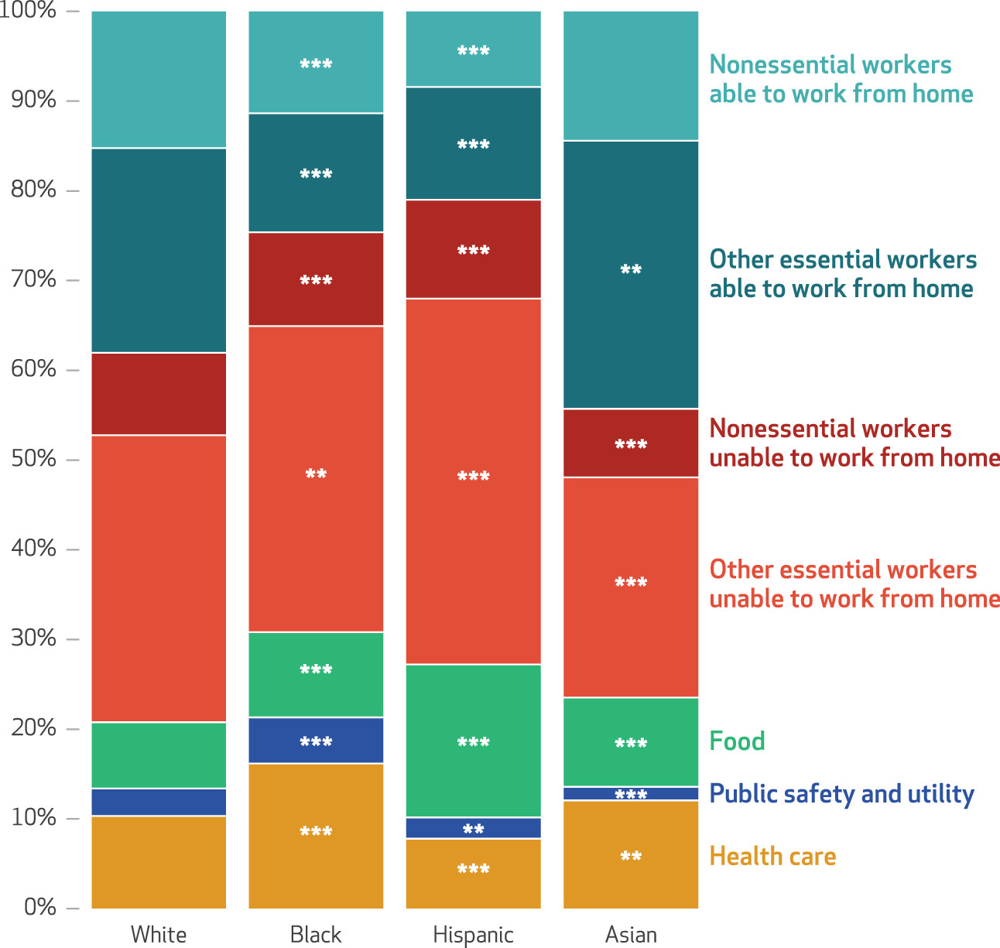 100%
***
***
Nonessential workers
able to work from home
90%
***
***
80%
Other essential workers
able to work from home
***
***
**
70%
60%
Nonessential workers
unable to work from home
**
***
***
50%
40%
Other essential workers
unable to work from home
***
30%
***
***
***
Food
20%
***
***
Public safety and utility
10%
***
**
**
Health care
***
0%
White Black Hispanic Asian